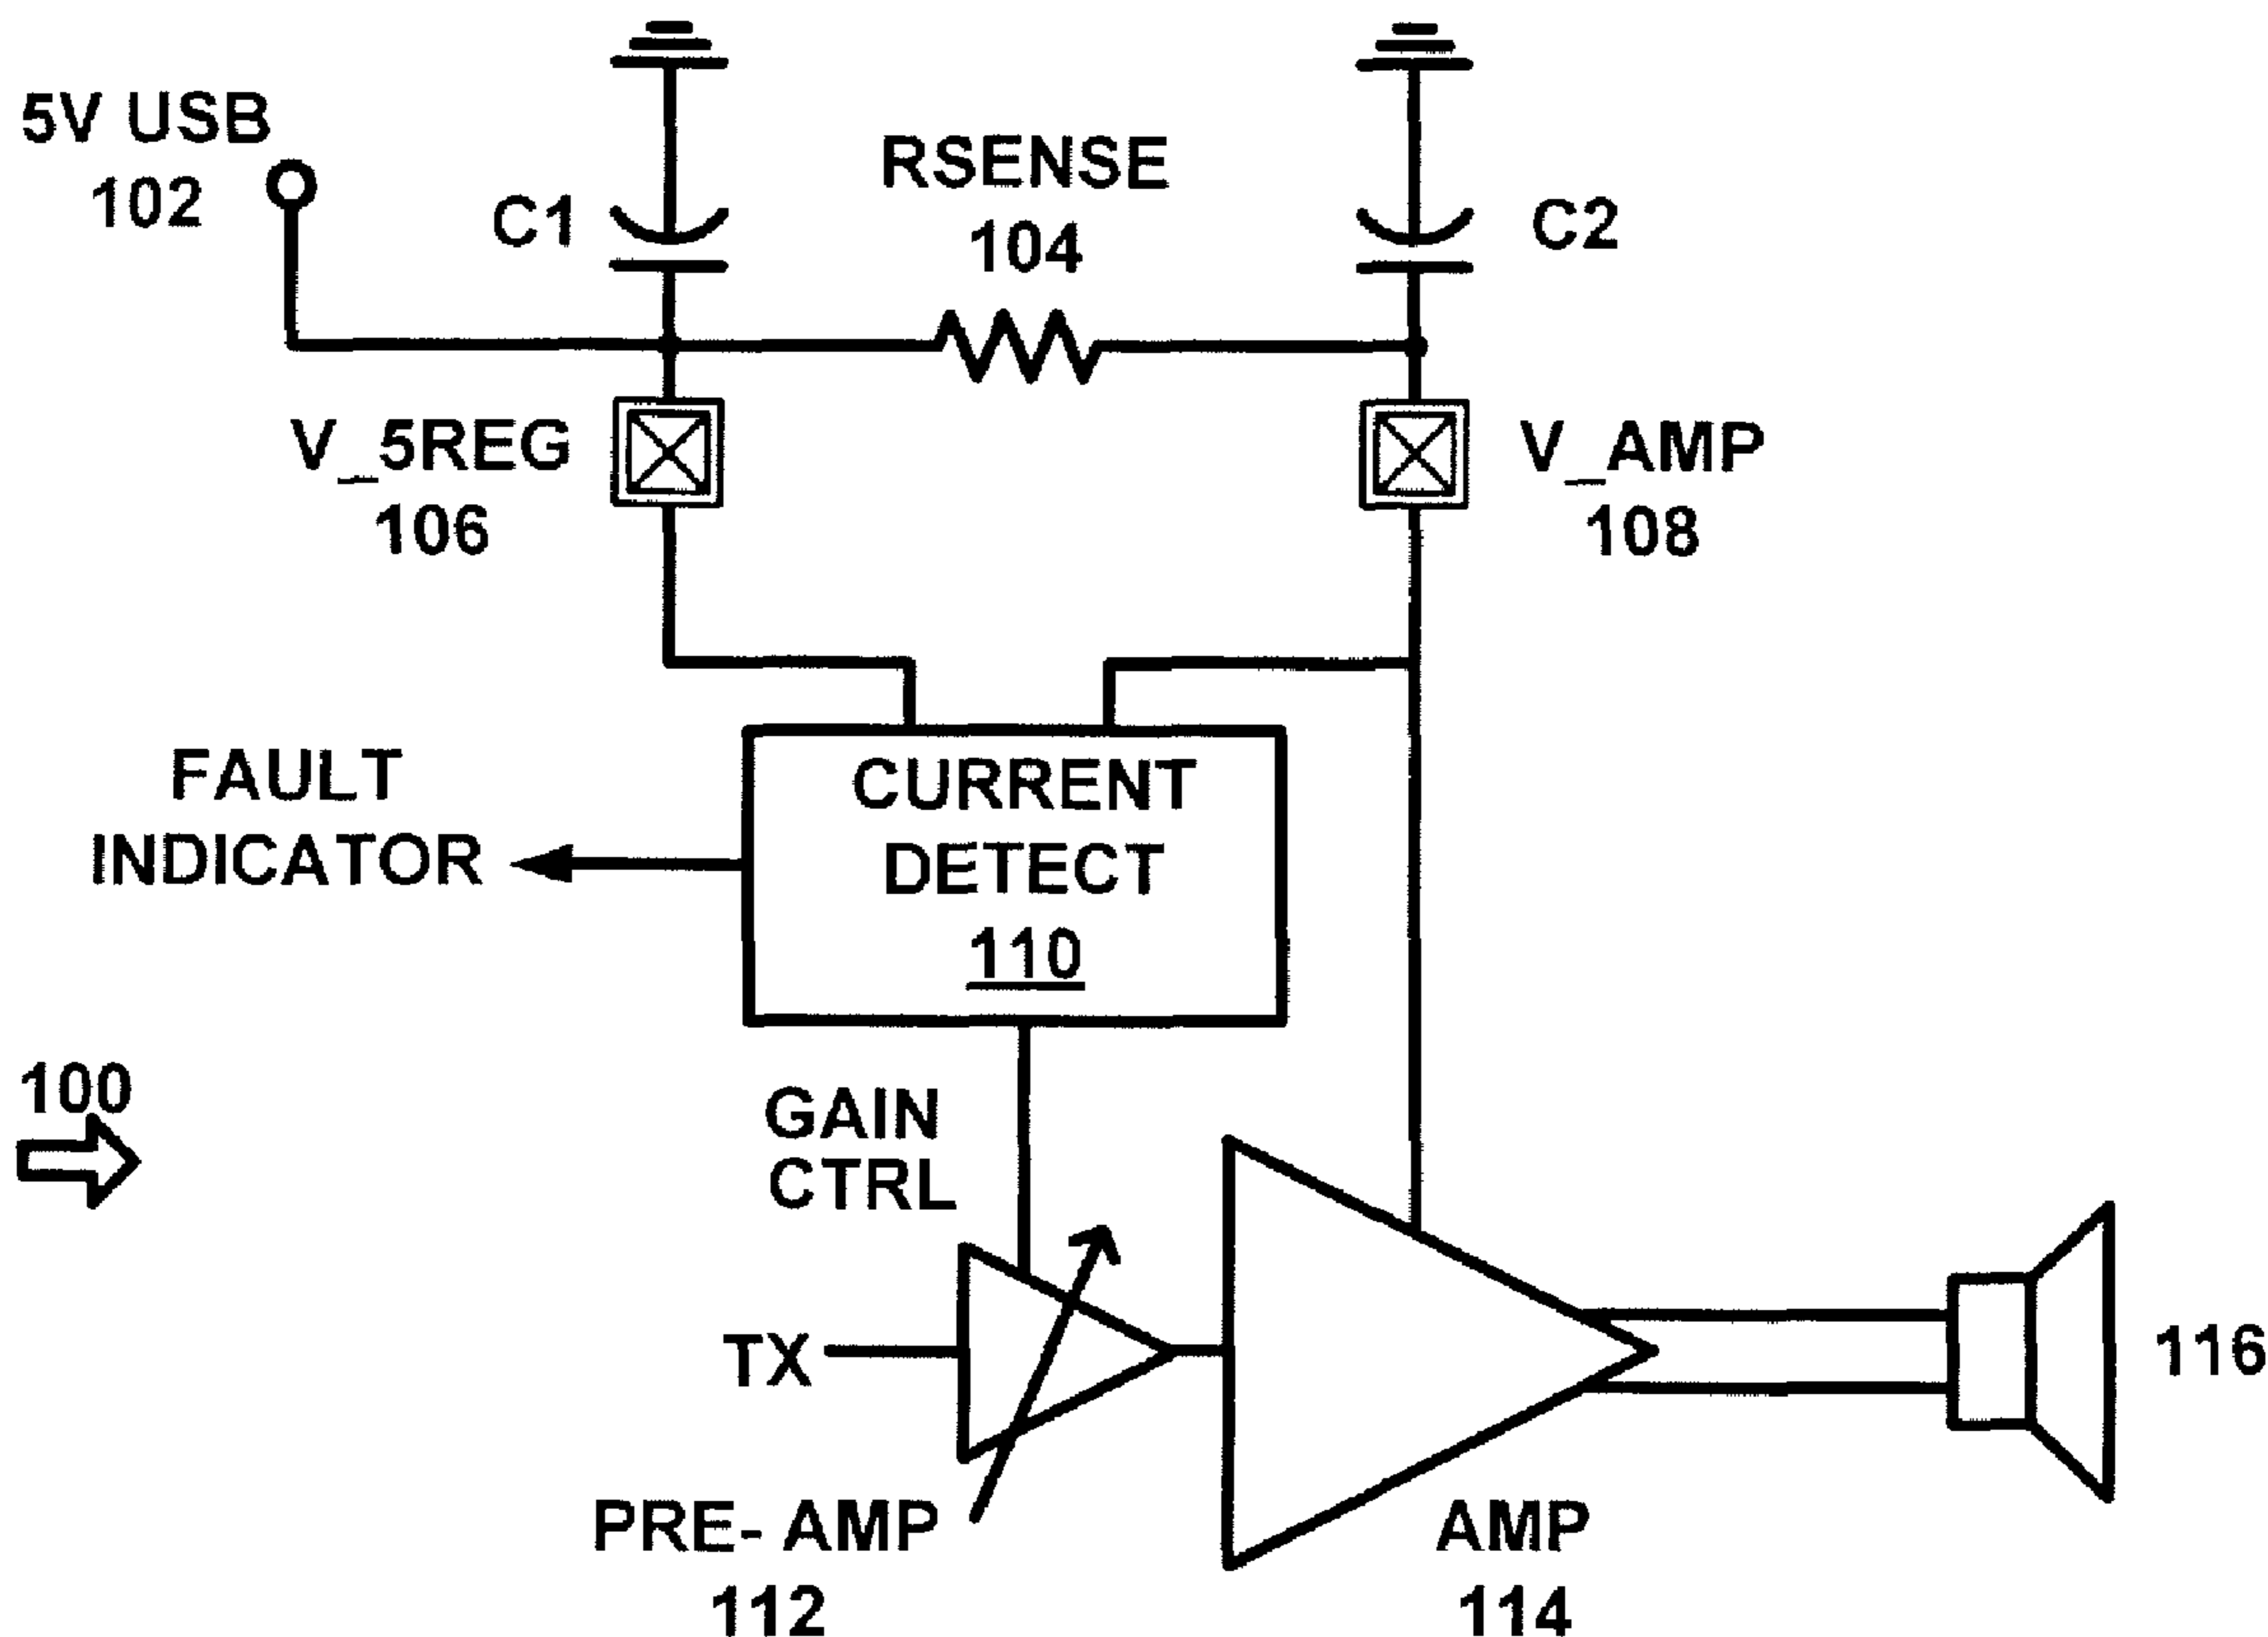 5V USB
102
C1
RSENSE
104
C2
V_5REG
106
V_AMP
108
FAULT
INDICATOR
CURRENT
DETECT
110
100
GAIN
CTRL
TX
116
PRE- AMP
112
AMP
114